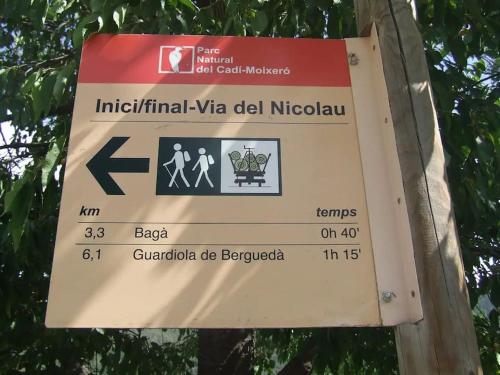 Parc
Natural
del Cadí-Moixeró
Inici/final-Via del Nicolau
km temps
3,3 Bagà 0h 40'
6,1 Guardiola de Berguedà 1h 15'